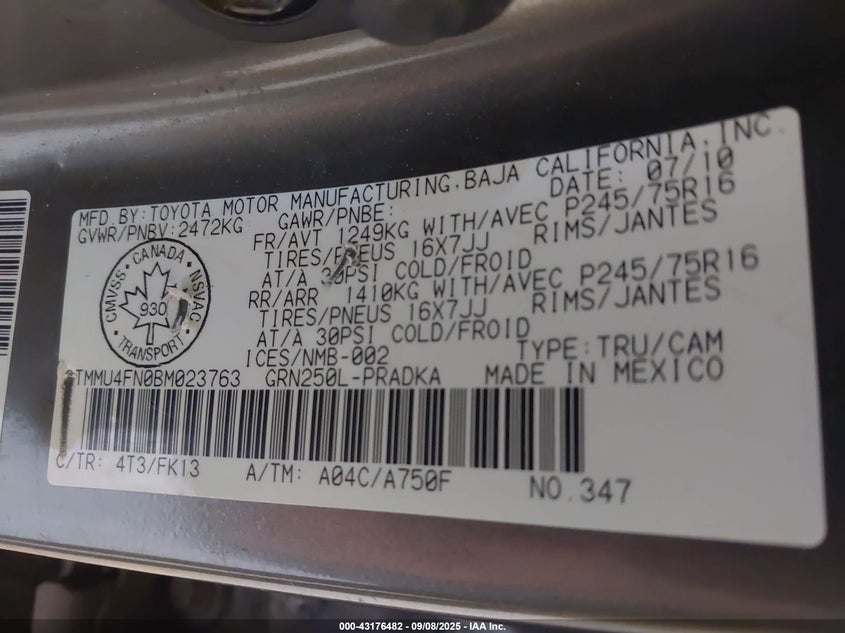 MFD BY: TOYOTA MOTOR MANUFACTURING, BAJA CALIFORNIA, INC.
GVWR/PNBV: 2472KG GAWR/PNBE: DATE: 07/10
FR/AVT 1249KG WITH/AVEC P245/75R16
TIRES/PNEUS 16X7JJ RIMS/JANTES
AT/A 30PSI COLD/FROID
RR/ARR 1410KG WITH/AVEC P245/75R16
TIRES/PNEUS 16X7JJ RIMS/JANTES
AT/A 30PSI COLD/FROID
ICES/NMB-002 TYPE: TRU/CAM
CANADA
CMVSS
NSVAC
930
TRANSPORT
TMMU4FN0BM023763 GRN250L-PRADKA MADE IN MEXICO
C/TR: 4T3/FK13 A/TM: A04C/A750F NO.347
000-43176482 - 09/08/2025 - IAA Inc.